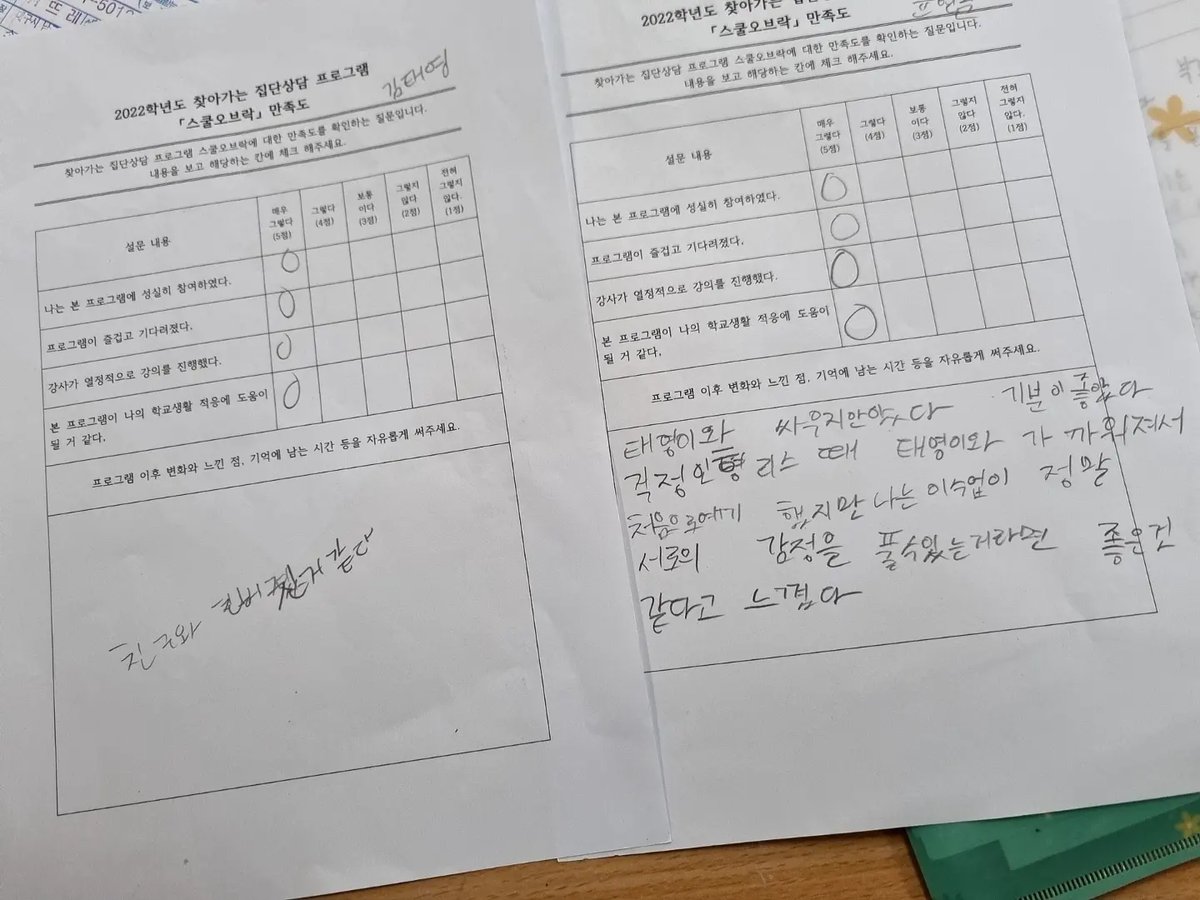 2022학년도 찾아가는 집단상담 프로그램
「스쿨오브락」 만족도
김태영
찾아가는 집단상담 프로그램 스쿨오브락에 대한 만족도를 확인하는 질문입니다.
내용을 보고 해당하는 칸에 체크 해주세요.
설문 내용
매우
그렇다
(5점)
그렇다
(4점)
보통
이다
(3점)
그렇지
않다
(2점)
전혀
그렇지
않다.
(1점)
나는 본 프로그램에 성실히 참여하였다.
프로그램이 즐겁고 기다려졌다.
강사가 열정적으로 강의를 진행했다.
본 프로그램이 나의 학교생활 적응에 도움이
될 거 같다.
프로그램 이후 변화와 느낀 점, 기억에 남는 시간 등을 자유롭게 써주세요.
친구와 거 같다
2022학년도 찾아가는 집단
「스쿨오브락」 만족도
찾아가는 집단상담 프로그램 스쿨오브락에 대한 만족도를 확인하는 질문입니다.
내용을 보고 해당하는 칸에 체크 해주세요.
설문 내용
매우
그렇다
(5점)
그렇다
(4점)
보통
이다
(3점)
그렇지
않다
(2점)
전혀
그렇지
않다.
(1점)
나는 본 프로그램에 성실히 참여하였다.
프로그램이 즐겁고 기다려졌다.
강사가 열정적으로 강의를 진행했다.
본 프로그램이 나의 학교생활 적응에 도움이
될 거 같다.
프로그램 이후 변화와 느낀 점, 기억에 남는 시간 등을 자유롭게 써주세요.
태영이와 싸우지만았다 기분이 좋았다
걱정인형 리스 때 태영이와 가까워져서
처음으로 했지만 나는 이수업이 정말
서로의 감정을 풀수있는거라면 좋은건
같다고 느꼈다